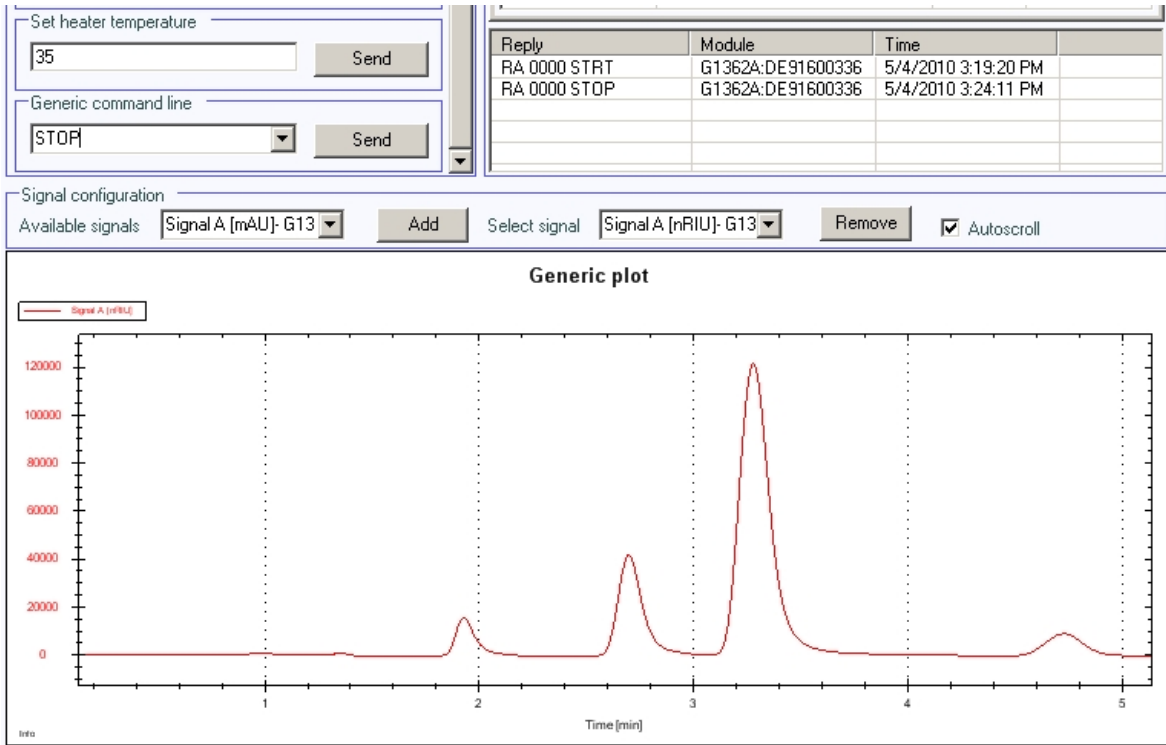 Set heater temperature
35
Send
Generic command line
STOP
Send
Reply Module Time
RA 0000 STRT G1362A:DE91600336 5/4/2010 3:19:20 PM
RA 0000 STOP G1362A:DE91600336 5/4/2010 3:24:11 PM
Signal configuration
Available signals Signal A [mAU]- G13 Add Select signal Signal A [nRIU]- G13 Remove Autoscroll
Generic plot
Signal A [nRIU]
120000
100000
80000
60000
40000
20000
0
1 2 3 4 5
Time [min]
Info